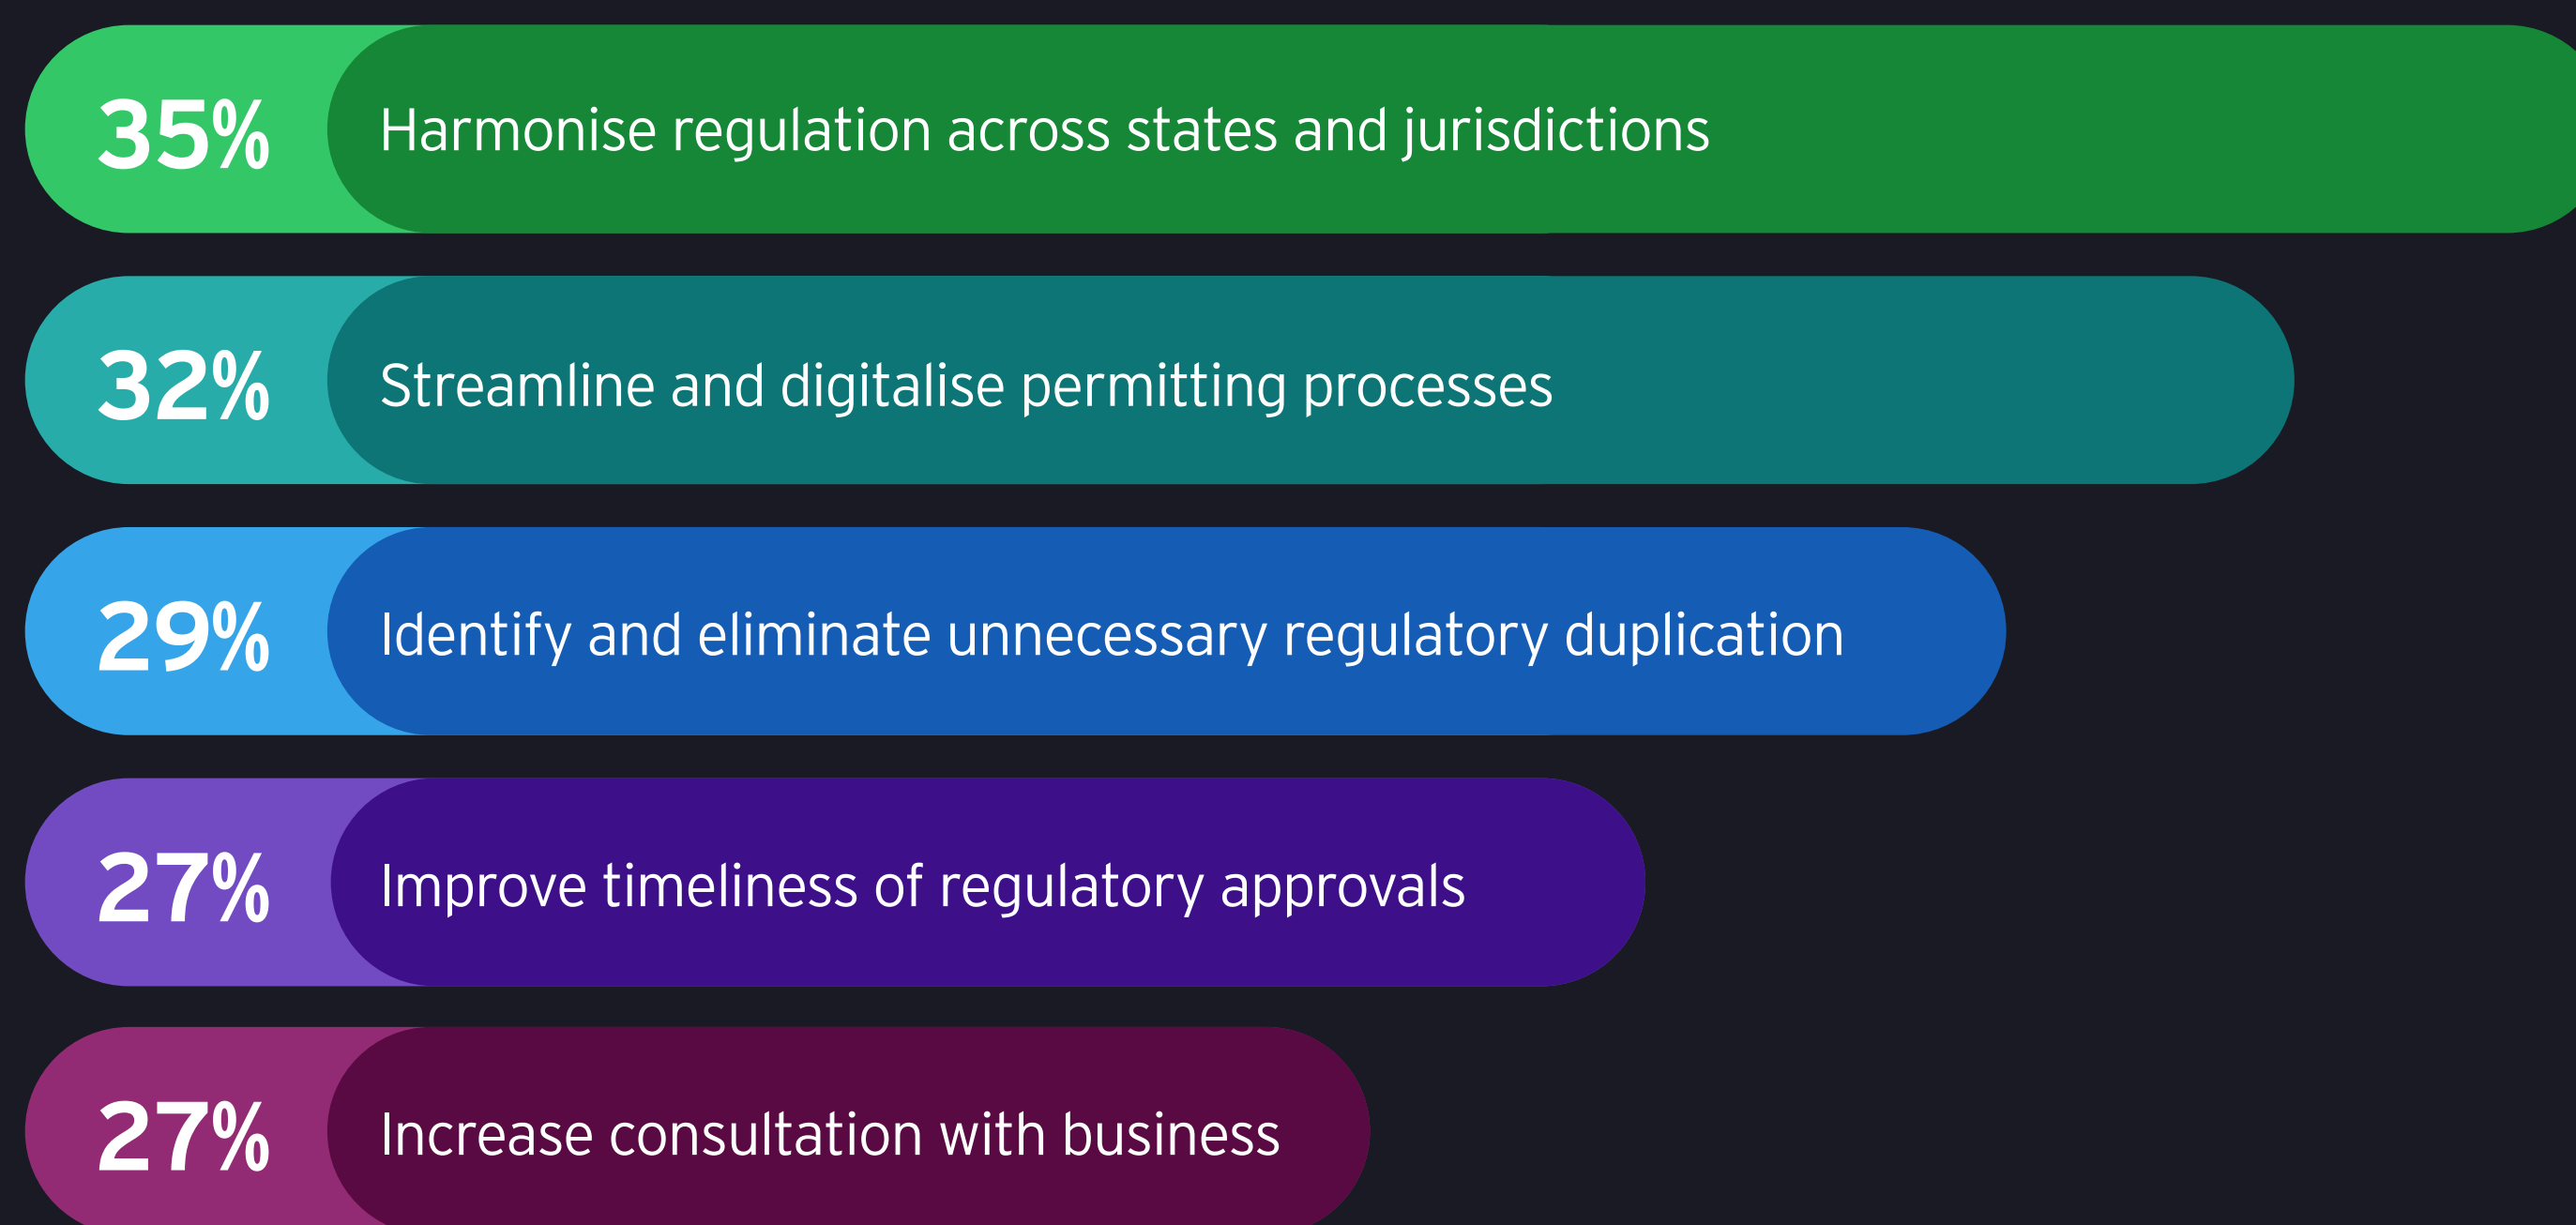 35% Harmonise regulation across states and jurisdictions
32% Streamline and digitalise permitting processes
29% Identify and eliminate unnecessary regulatory duplication
27% Improve timeliness of regulatory approvals
27% Increase consultation with business